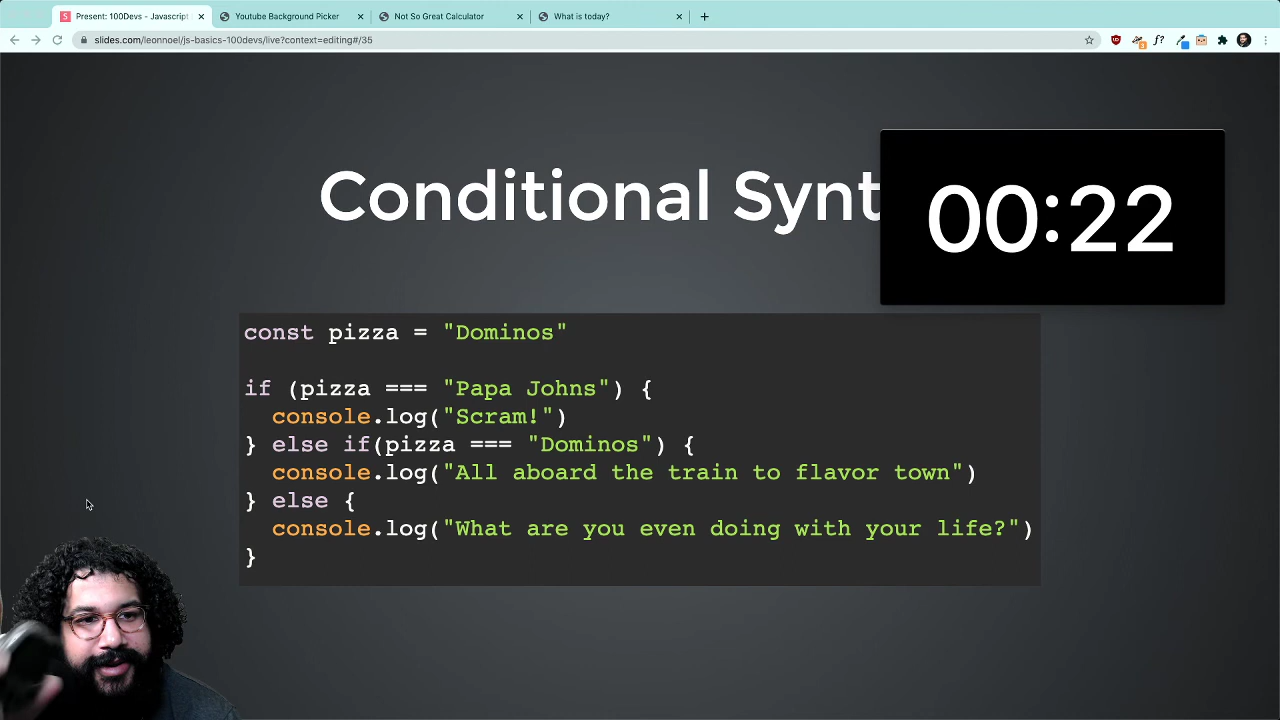 Present: 100Devs - Javascript
Youtube Background Picker
Not So Great Calculator
What is today?
slides.com/leonnoel/js-basics-100devs/live?context=editing#/35
Conditional Synt
00:22
const pizza = "Dominos"
if (pizza === "Papa Johns") {
  console.log("Scram!")
} else if(pizza === "Dominos") {
  console.log("All aboard the train to flavor town")
} else {
  console.log("What are you even doing with your life?")
}